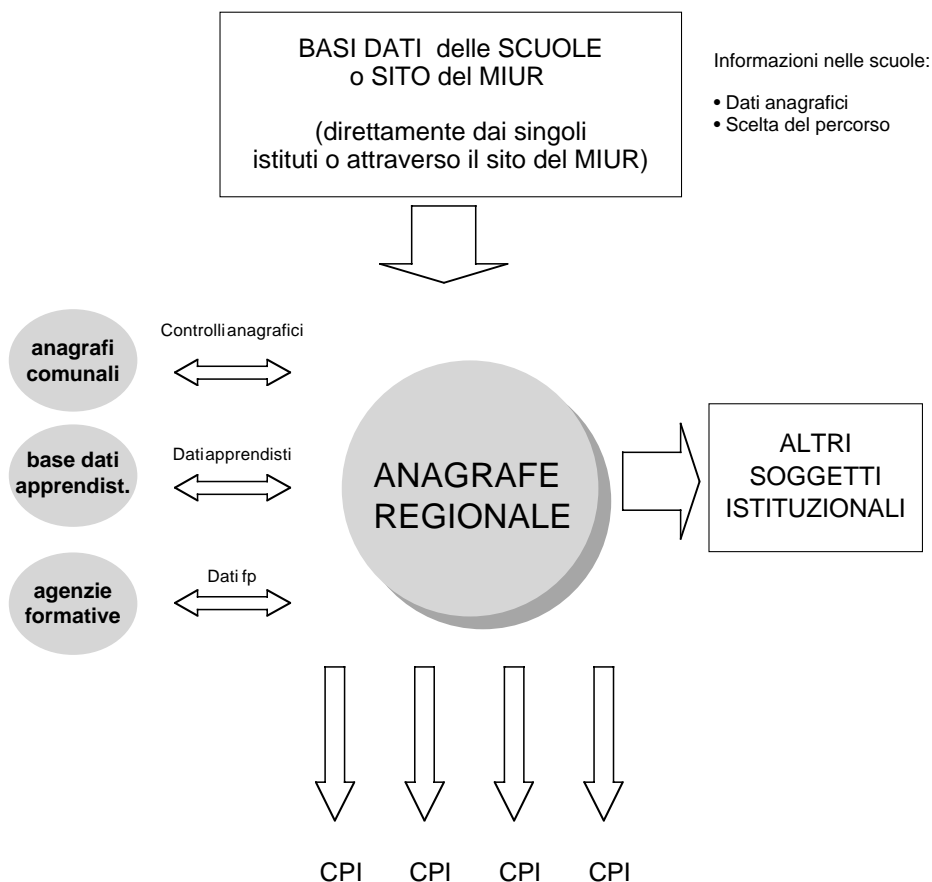 BASI DATI delle SCUOLE
o SITO del MIUR
(direttamente dai singoli
istituti o attraverso il sito del MIUR)
Informazioni nelle scuole:
• Dati anagrafici
• Scelta del percorso
anagrafi
comunali
Controlli anagrafici
base dati
apprendist.
Dati apprendisti
agenzie
formative
Dati fp
ANAGRAFE
REGIONALE
ALTRI
SOGGETTI
ISTITUZIONALI
CPI CPI CPI CPI